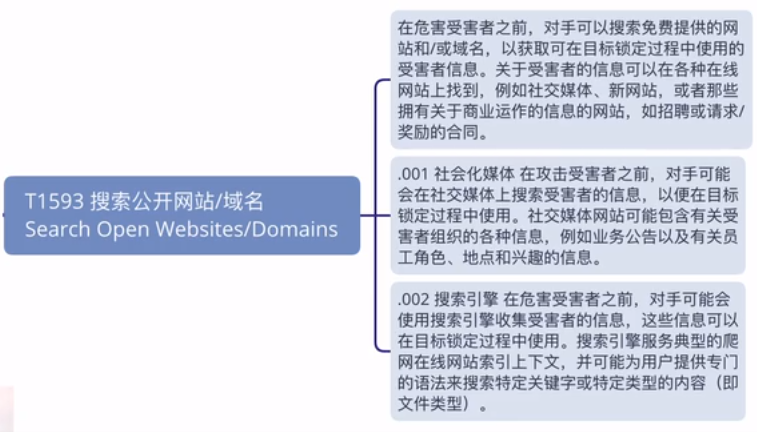 T1593 搜索公开网站/域名
Search Open Websites/Domains
在危害受害者之前，对手可以搜索免费提供的网
站和/或域名，以获取可在目标锁定过程中使用的
受害者信息。关于受害者的信息可以在各种在线
网站上找到，例如社交媒体、新网站，或者那些
拥有关于商业运作的信息的网站，如招聘或请求/
奖励的合同。
.001 社会化媒体 在攻击受害者之前，对手可能
会在社交媒体上搜索受害者的信息，以便在目标
锁定过程中使用。社交媒体网站可能包含有关受
害者组织的各种信息，例如业务公告以及有关员
工角色、地点和兴趣的信息。
.002 搜索引擎 在危害受害者之前，对手可能会
使用搜索引擎收集受害者的信息，这些信息可以
在目标锁定过程中使用。搜索引擎服务典型的爬
网在线网站索引上下文，并可能为用户提供专门
的语法来搜索特定关键字或特定类型的内容（即
文件类型）。